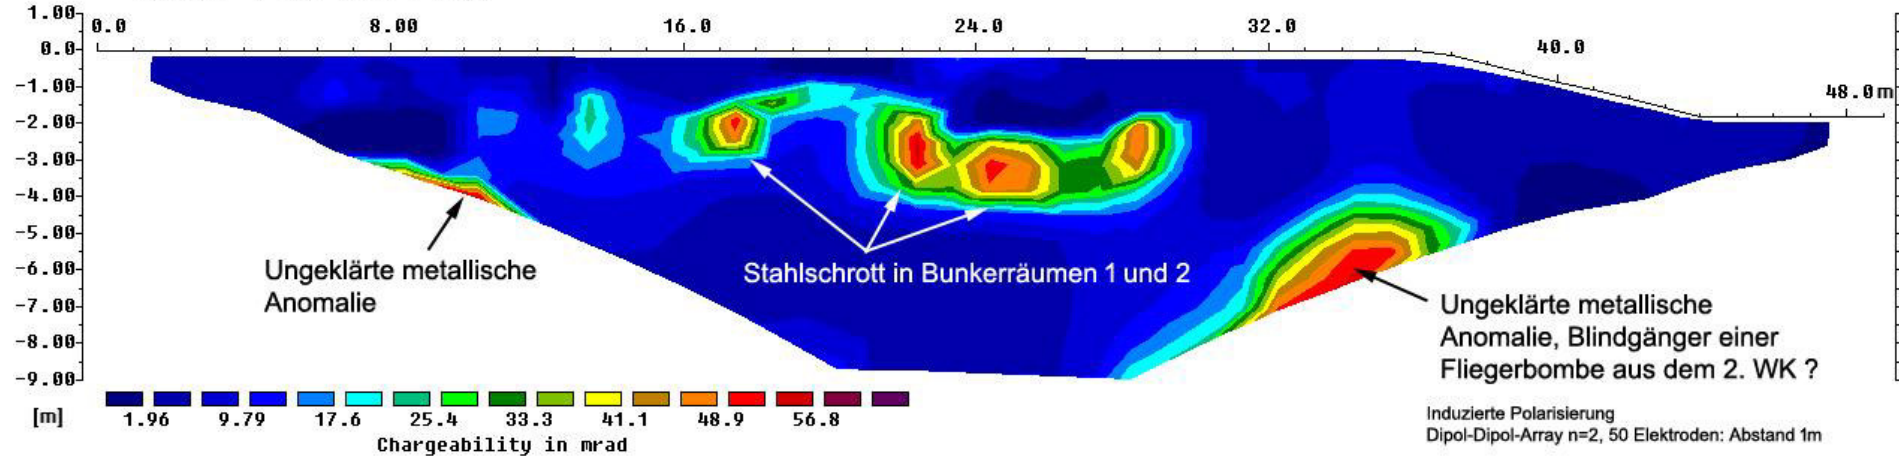 1.00
0.0 8.00 16.0 24.0 32.0
0.0
40.0
-1.00
48.0 m
-2.00
-3.00
-4.00
-5.00
-6.00
-7.00
-8.00
-9.00
Ungeklärte metallische
Anomalie
Stahlschrott in Bunkerräumen 1 und 2
Ungeklärte metallische
Anomalie, Blindgänger einer
Fliegerbombe aus dem 2. WK ?
[m]
1.96 9.79 17.6 25.4 33.3 41.1 48.9 56.8
Chargeability in mrad
Induzierte Polarisierung
Dipol-Dipol-Array n=2, 50 Elektroden: Abstand 1m